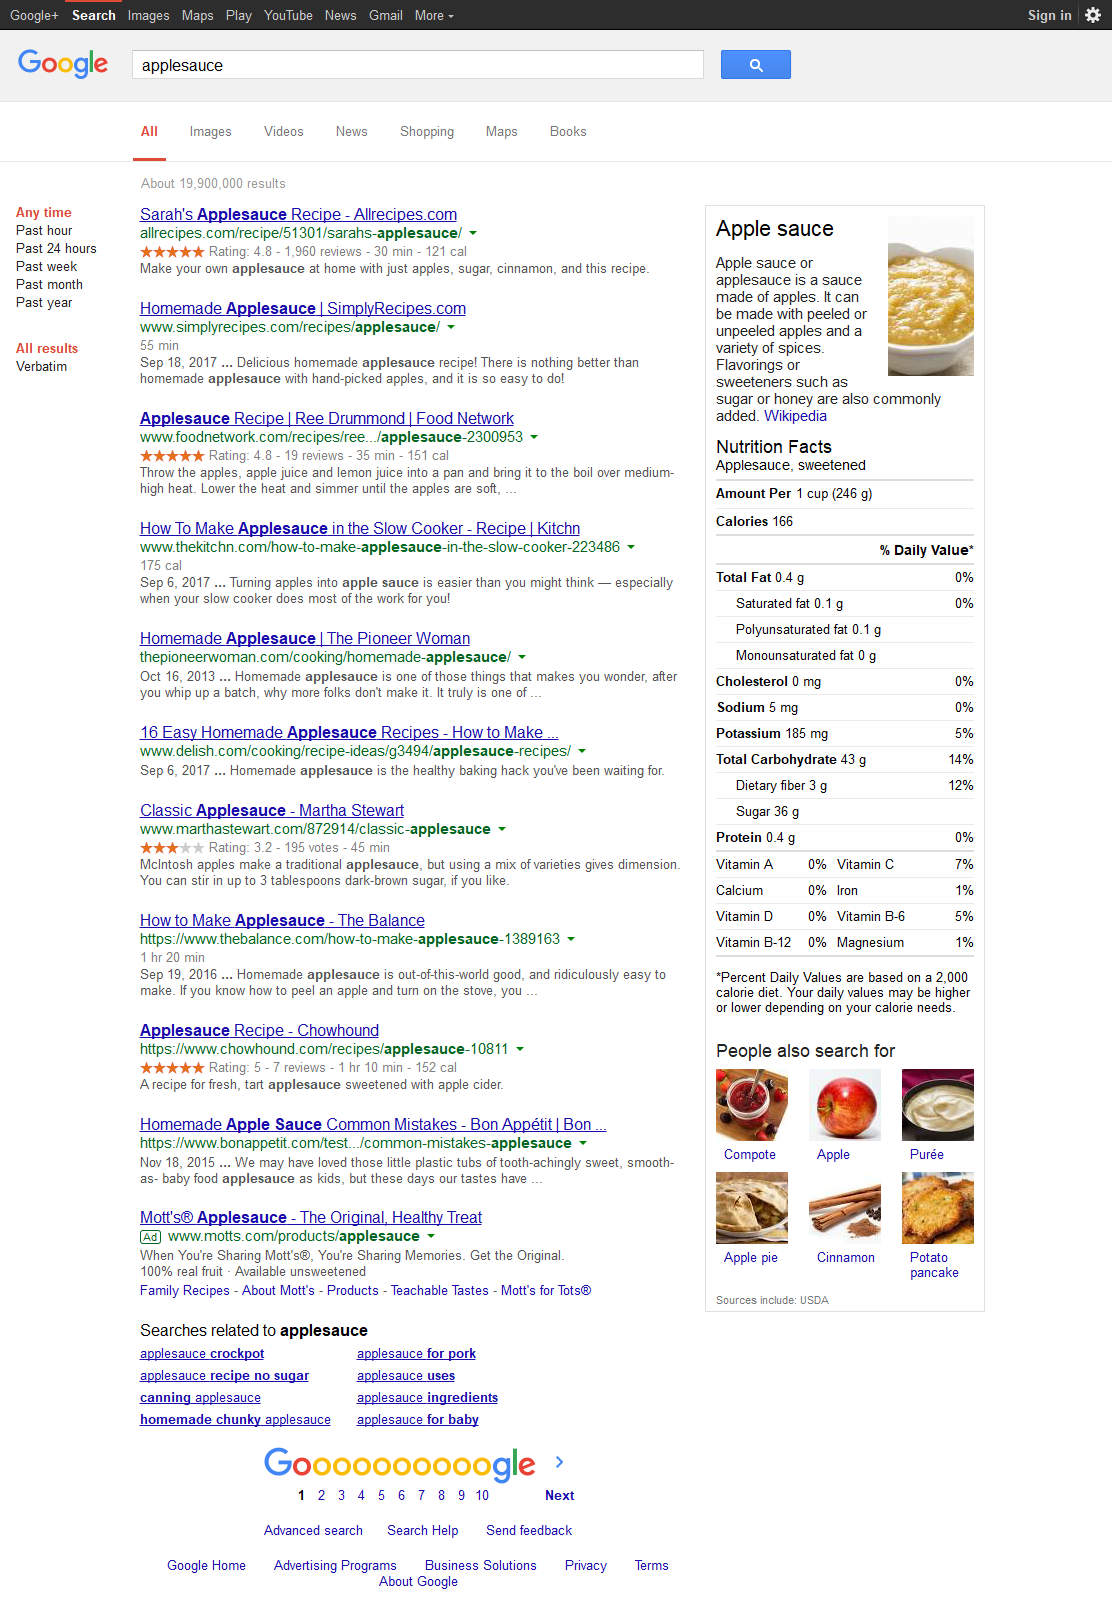 Google+ Search Images Maps Play YouTube News Gmail More Sign in
Google applesauce
All Images Videos News Shopping Maps Books
About 19,900,000 results
Any time
Past hour
Past 24 hours
Past week
Past month
Past year
All results
Verbatim
Sarah's Applesauce Recipe - Allrecipes.com
allrecipes.com/recipe/51301/sarahs-applesauce/
Rating: 4.8 - 1,960 reviews - 30 min - 121 cal
Make your own applesauce at home with just apples, sugar, cinnamon, and this recipe.
Homemade Applesauce | SimplyRecipes.com
www.simplyrecipes.com/recipes/applesauce/
55 min
Sep 18, 2017 ... Delicious homemade applesauce recipe! There is nothing better than
homemade applesauce with hand-picked apples, and it is so easy to do!
Applesauce Recipe | Ree Drummond | Food Network
www.foodnetwork.com/recipes/ree.../applesauce-2300953
Rating: 4.8 - 19 reviews - 35 min - 151 cal
Throw the apples, apple juice and lemon juice into a pan and bring it to the boil over medium-
high heat. Lower the heat and simmer until the apples are soft, ...
How To Make Applesauce in the Slow Cooker - Recipe | Kitchn
www.thekitchn.com/how-to-make-applesauce-in-the-slow-cooker-223486
175 cal
Sep 6, 2017 ... Turning apples into apple sauce is easier than you might think — especially
when your slow cooker does most of the work for you!
Homemade Applesauce | The Pioneer Woman
thepioneerwoman.com/cooking/homemade-applesauce/
Oct 16, 2013 ... Homemade applesauce is one of those things that makes you wonder, after
you whip up a batch, why more folks don't make it. It truly is one of ...
16 Easy Homemade Applesauce Recipes - How to Make ...
www.delish.com/cooking/recipe-ideas/g3494/applesauce-recipes/
Sep 6, 2017 ... Homemade applesauce is the healthy baking hack you've been waiting for.
Classic Applesauce - Martha Stewart
www.marthastewart.com/872914/classic-applesauce
Rating: 3.2 - 195 votes - 45 min
McIntosh apples make a traditional applesauce, but using a mix of varieties gives dimension.
You can stir in up to 3 tablespoons dark-brown sugar, if you like.
How to Make Applesauce - The Balance
https://www.thebalance.com/how-to-make-applesauce-1389163
1 hr 20 min
Sep 19, 2016 ... Homemade applesauce is out-of-this-world good, and ridiculously easy to
make. If you know how to peel an apple and turn on the stove, you ...
Applesauce Recipe - Chowhound
https://www.chowhound.com/recipes/applesauce-10811
Rating: 5 - 7 reviews - 1 hr 10 min - 152 cal
A recipe for fresh, tart applesauce sweetened with apple cider.
Homemade Apple Sauce Common Mistakes - Bon Appétit | Bon ...
https://www.bonappetit.com/test.../common-mistakes-applesauce
Nov 18, 2015 ... We may have loved those little plastic tubs of tooth-achingly sweet, smooth-
as- baby food applesauce as kids, but these days our tastes have ...
Mott's® Applesauce - The Original, Healthy Treat
Ad www.motts.com/products/applesauce
When You're Sharing Mott's®, You're Sharing Memories. Get the Original.
100% real fruit · Available unsweetened
Family Recipes - About Mott's - Products - Teachable Tastes - Mott's for Tots®
Searches related to applesauce
applesauce crockpot applesauce for pork
applesauce recipe no sugar applesauce uses
canning applesauce applesauce ingredients
homemade chunky applesauce applesauce for baby
Apple sauce
Apple sauce or
applesauce is a sauce
made of apples. It can
be made with peeled or
unpeeled apples and a
variety of spices.
Flavorings or
sweeteners such as
sugar or honey are also commonly
added. Wikipedia
Nutrition Facts
Applesauce, sweetened
Amount Per 1 cup (246 g)
Calories 166
% Daily Value*
Total Fat 0.4 g 0%
Saturated fat 0.1 g 0%
Polyunsaturated fat 0.1 g
Monounsaturated fat 0 g
Cholesterol 0 mg 0%
Sodium 5 mg 0%
Potassium 185 mg 5%
Total Carbohydrate 43 g 14%
Dietary fiber 3 g 12%
Sugar 36 g
Protein 0.4 g 0%
Vitamin A 0% Vitamin C 7%
Calcium 0% Iron 1%
Vitamin D 0% Vitamin B-6 5%
Vitamin B-12 0% Magnesium 1%
*Percent Daily Values are based on a 2,000
calorie diet. Your daily values may be higher
or lower depending on your calorie needs.
People also search for
Compote Apple Purée
Apple pie Cinnamon Potato
pancake
Sources include: USDA
Goooooooooogle
1 2 3 4 5 6 7 8 9 10 Next
Advanced search Search Help Send feedback
Google Home Advertising Programs Business Solutions Privacy Terms
About Google